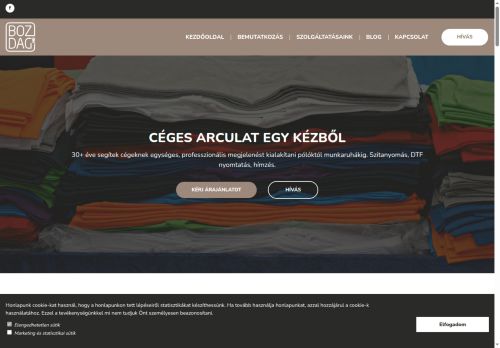 BOZ
DAG
KEZDŐOLDAL | BEMUTATKOZÁS | SZOLGÁLTATÁSAINK | BLOG | KAPCSOLAT
HÍVÁS
CÉGES ARCULAT EGY KÉZBŐL
30+ éve segítek cégeknek egységes, professzionális megjelenést kialakítani pólóktól munkaruhákig. Szitanyomás, DTF
nyomtatás, hímzés.
KÉRJ ÁRAJÁNLATOT
HÍVÁS
Honlapunk cookie-kat használ, hogy a honlapunkon tett lépéseiről statisztikákat készíthessünk. Ha tovább használja honlapunkat, azzal hozzájárul a cookie-k
használatához. Ezzel a tevékenységünkkel mi nem tudjuk Önt személyesen beazonosítani.
Elengedhetetlen sütik
Marketing és statisztikai sütik
Elfogadom